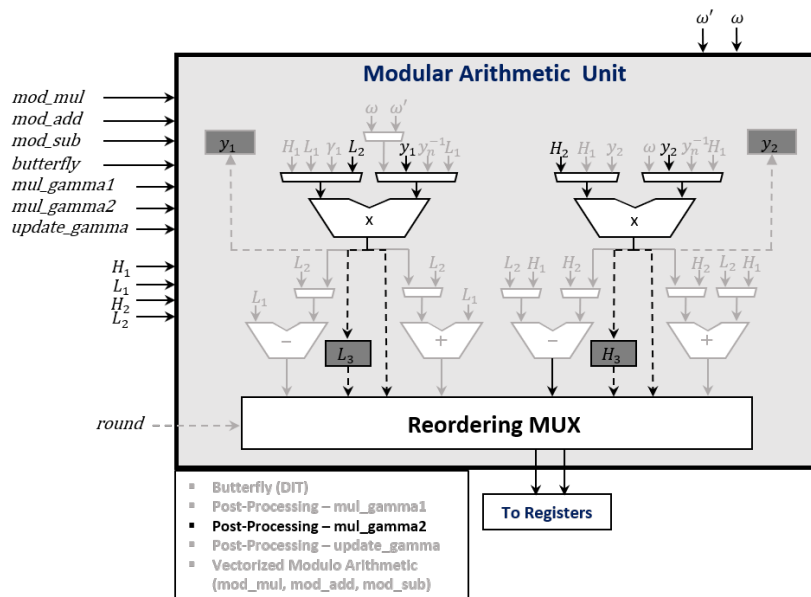 ω′ ω
Modular Arithmetic Unit
mod_mul
mod_add
mod_sub
butterfly
mul_gamma1
mul_gamma2
update_gamma
H₁
L₁
H₂
L₂
round
y₁
ω ω′
H₁ L₁ γ₁ L₂ y₁ yₙ⁻¹ L₁
H₂ H₁ y₂ ω y₂ yₙ⁻¹ H₁
y₂
x
x
L₂ L₂ L₂ H₁ H₂ H₂ L₂ H₁
L₁ L₁
− + − +
L₃
H₃
Reordering MUX
To Registers
▪ Butterfly (DIT)
▪ Post-Processing – mul_gamma1
▪ Post-Processing – mul_gamma2
▪ Post-Processing – update_gamma
▪ Vectorized Modulo Arithmetic
(mod_mul, mod_add, mod_sub)